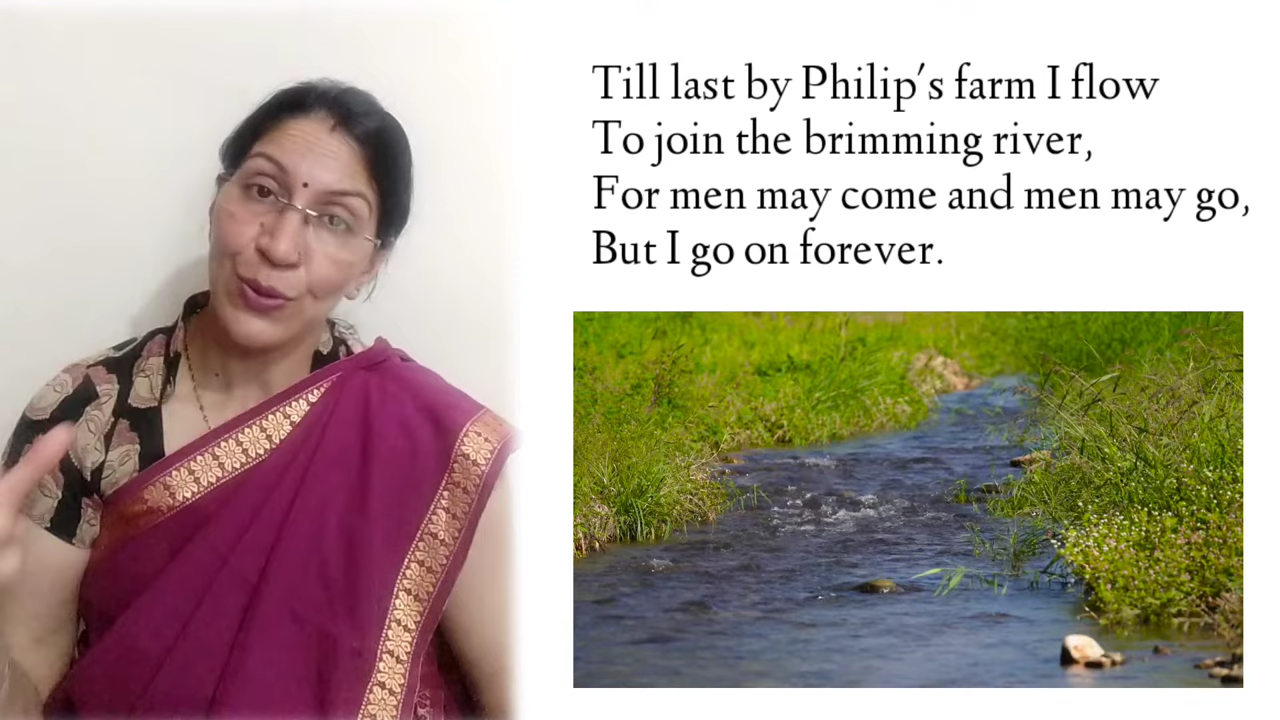 Till last by Philip's farm I flow
To join the brimming river,
For men may come and men may go,
But I go on forever.